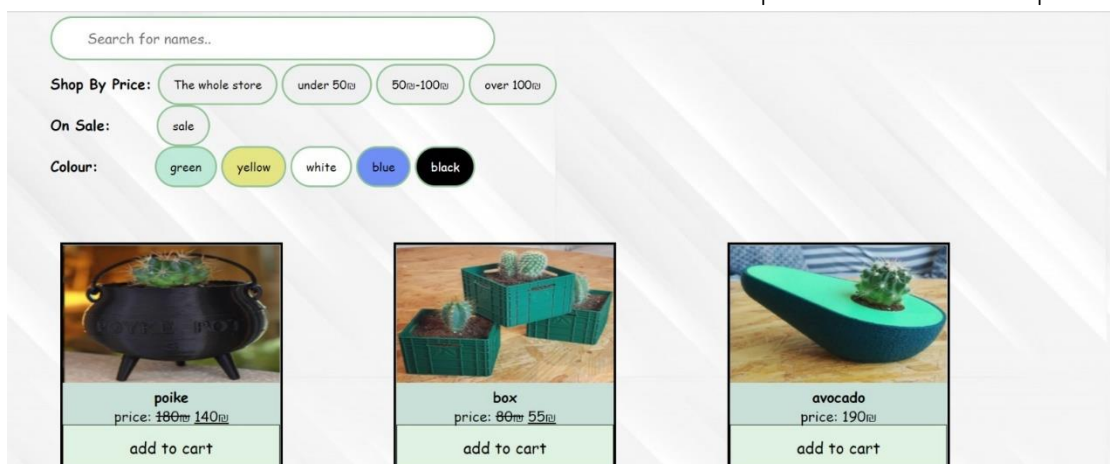 Search for names..
Shop By Price: The whole store under 50₪ 50₪-100₪ over 100₪
On Sale: sale
Colour: green yellow white blue black
POYKE POT
poike
price: 180₪ 140₪
add to cart
box
price: 80₪ 55₪
add to cart
avocado
price: 190₪
add to cart